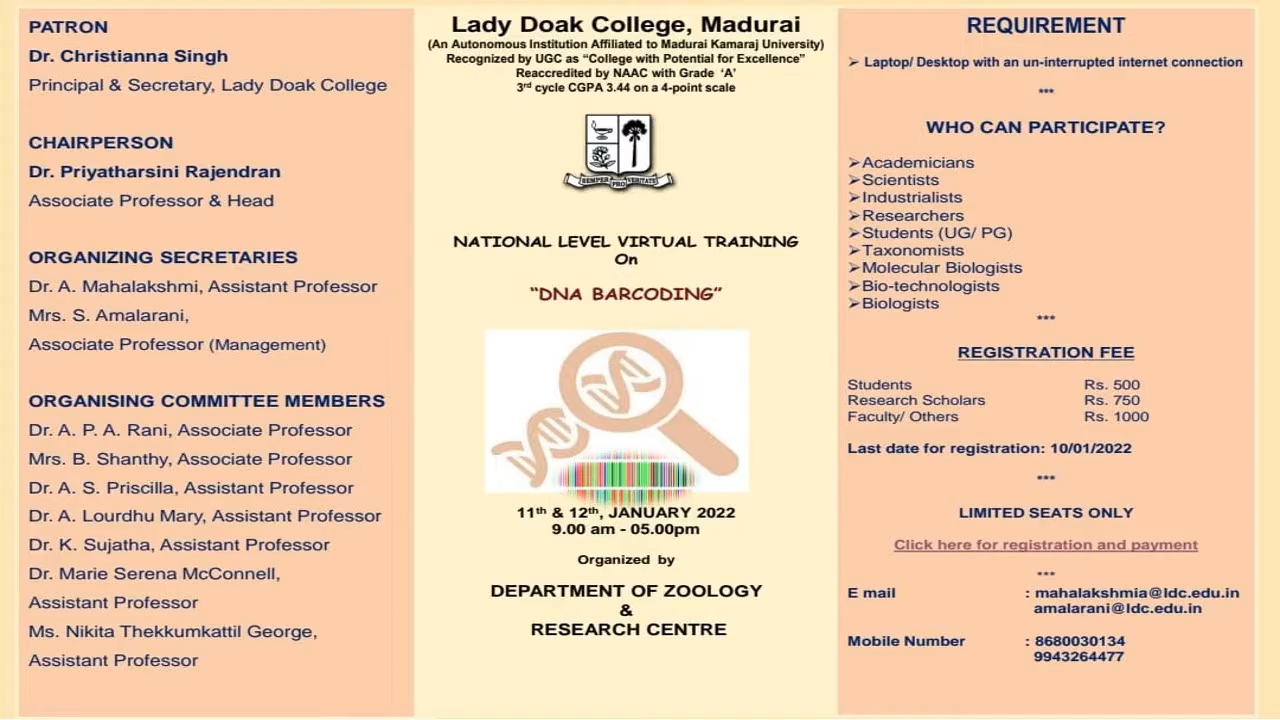 PATRON
Dr. Christianna Singh
Principal & Secretary, Lady Doak College
CHAIRPERSON
Dr. Priyatharsini Rajendran
Associate Professor & Head
ORGANIZING SECRETARIES
Dr. A. Mahalakshmi, Assistant Professor
Mrs. S. Amalarani,
Associate Professor (Management)
ORGANISING COMMITTEE MEMBERS
Dr. A. P. A. Rani, Associate Professor
Mrs. B. Shanthy, Associate Professor
Dr. A. S. Priscilla, Assistant Professor
Dr. A. Lourdhu Mary, Assistant Professor
Dr. K. Sujatha, Assistant Professor
Dr. Marie Serena McConnell,
Assistant Professor
Ms. Nikita Thekkumkattil George,
Assistant Professor
Lady Doak College, Madurai
(An Autonomous Institution Affiliated to Madurai Kamaraj University)
Recognized by UGC as “College with Potential for Excellence”
Reaccredited by NAAC with Grade ‘A’
3rd cycle CGPA 3.44 on a 4-point scale
SEMPER PRO VERITATE
NATIONAL LEVEL VIRTUAL TRAINING
On
“DNA BARCODING”
11th & 12th, JANUARY 2022
9.00 am - 05.00pm
Organized by
DEPARTMENT OF ZOOLOGY
&
RESEARCH CENTRE
REQUIREMENT
➢ Laptop/ Desktop with an un-interrupted internet connection
***
WHO CAN PARTICIPATE?
➢Academicians
➢Scientists
➢Industrialists
➢Researchers
➢Students (UG/ PG)
➢Taxonomists
➢Molecular Biologists
➢Bio-technologists
➢Biologists
***
REGISTRATION FEE
Students Rs. 500
Research Scholars Rs. 750
Faculty/ Others Rs. 1000
Last date for registration: 10/01/2022
***
LIMITED SEATS ONLY
Click here for registration and payment
***
E mail : mahalakshmia@ldc.edu.in
amalarani@ldc.edu.in
Mobile Number : 8680030134
9943264477